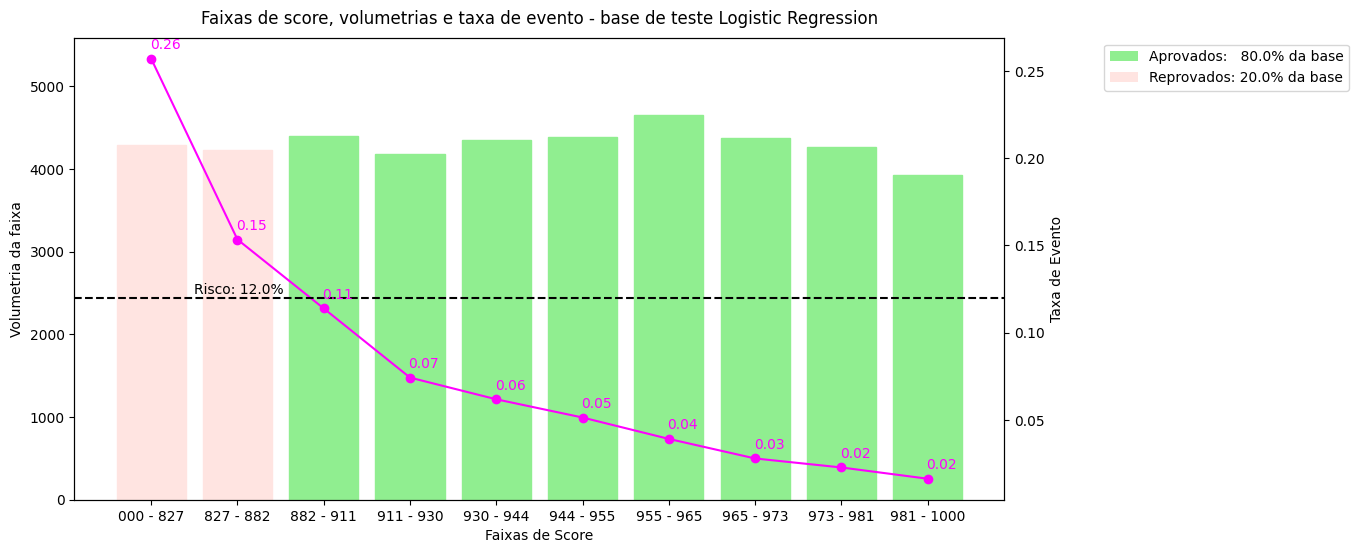 Faixas de score, volumetrias e taxa de evento - base de teste Logistic Regression
Aprovados:   80.0% da base
Reprovados: 20.0% da base
Volumetria da faixa
5000
4000
3000
2000
1000
0
0.26
0.15
0.11
0.07
0.06
0.05
0.04
0.03
0.02
0.02
Risco: 12.0%
0.25
0.20
0.15
0.10
0.05
Taxa de Evento
000 - 827 827 - 882 882 - 911 911 - 930 930 - 944 944 - 955 955 - 965 965 - 973 973 - 981 981 - 1000
Faixas de Score